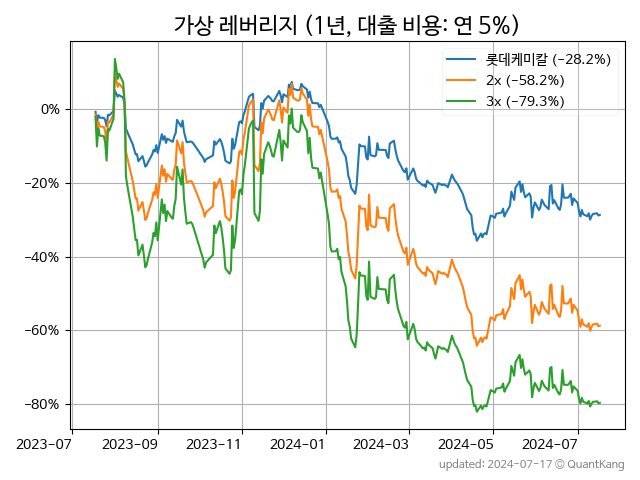 가상 레버리지 (1년, 대출 비용: 연 5%)
롯데케미칼 (−28.2%)
2x (−58.2%)
3x (−79.3%)
0%
−20%
−40%
−60%
−80%
2023−07 2023−09 2023−11 2024−01 2024−03 2024−05 2024−07
updated: 2024−07−17 © QuantKang